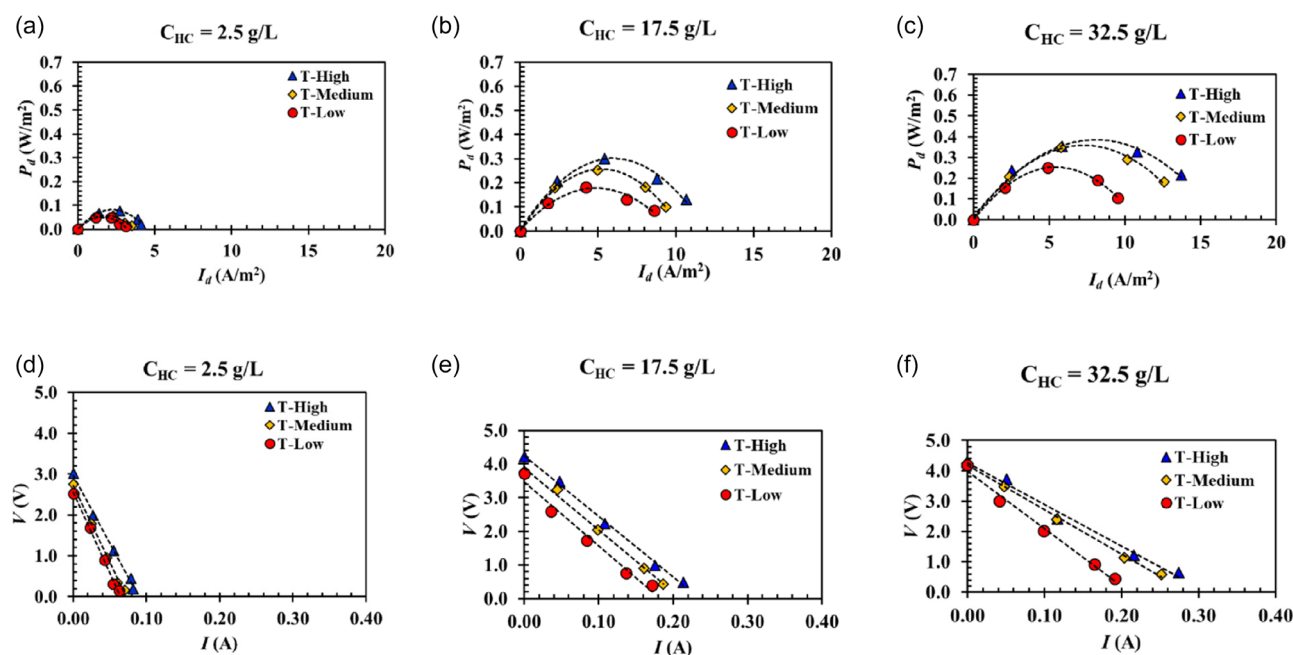 (a)
C_HC = 2.5 g/L
0.7
0.6
0.5
0.4
0.3
0.2
0.1
0.0
P_d (W/m²)
T-High
T-Medium
T-Low
0 5 10 15 20
I_d (A/m²)
(b)
C_HC = 17.5 g/L
0.7
0.6
0.5
0.4
0.3
0.2
0.1
0.0
P_d (W/m²)
T-High
T-Medium
T-Low
0 5 10 15 20
I_d (A/m²)
(c)
C_HC = 32.5 g/L
0.7
0.6
0.5
0.4
0.3
0.2
0.1
0.0
P_d (W/m²)
T-High
T-Medium
T-Low
0 5 10 15 20
I_d (A/m²)
(d)
C_HC = 2.5 g/L
5.0
4.0
3.0
2.0
1.0
0.0
V (V)
T-High
T-Medium
T-Low
0.00 0.10 0.20 0.30 0.40
I (A)
(e)
C_HC = 17.5 g/L
5.0
4.0
3.0
2.0
1.0
0.0
V (V)
T-High
T-Medium
T-Low
0.00 0.10 0.20 0.30 0.40
I (A)
(f)
C_HC = 32.5 g/L
5.0
4.0
3.0
2.0
1.0
0.0
V (V)
T-High
T-Medium
T-Low
0.00 0.10 0.20 0.30 0.40
I (A)